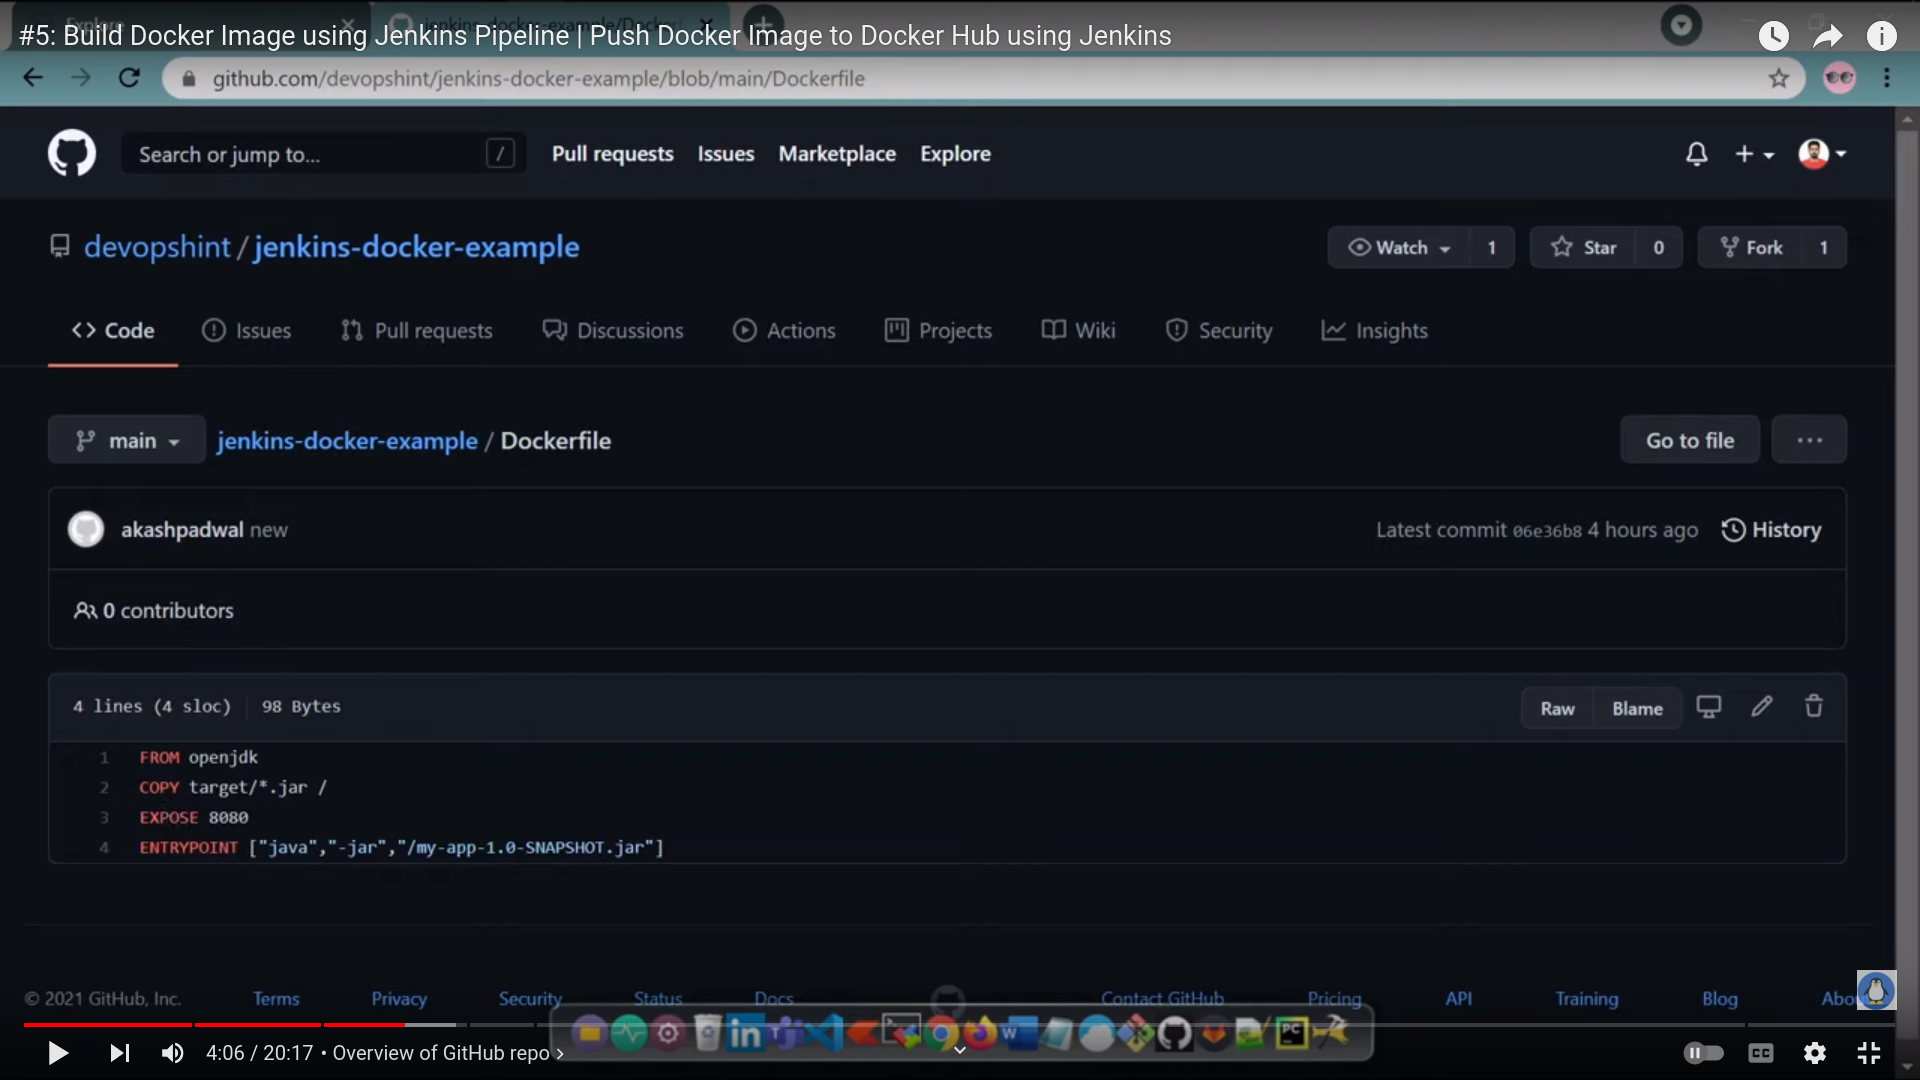 #5: Build Docker Image using Jenkins Pipeline | Push Docker Image to Docker Hub using Jenkins
github.com/devopshint/jenkins-docker-example/blob/main/Dockerfile
Search or jump to... / Pull requests Issues Marketplace Explore
devopshint / jenkins-docker-example Watch 1 Star 0 Fork 1
<> Code Issues Pull requests Discussions Actions Projects Wiki Security Insights
main jenkins-docker-example / Dockerfile Go to file ...
akashpadwal new Latest commit 06e36b8 4 hours ago History
0 contributors
4 lines (4 sloc) 98 Bytes Raw Blame
1 FROM openjdk
2 COPY target/*.jar /
3 EXPOSE 8080
4 ENTRYPOINT ["java","-jar","/my-app-1.0-SNAPSHOT.jar"]
© 2021 GitHub, Inc. Terms Privacy Security Status Docs Contact GitHub Pricing API Training Blog Abou
4:06 / 20:17 • Overview of GitHub repo >